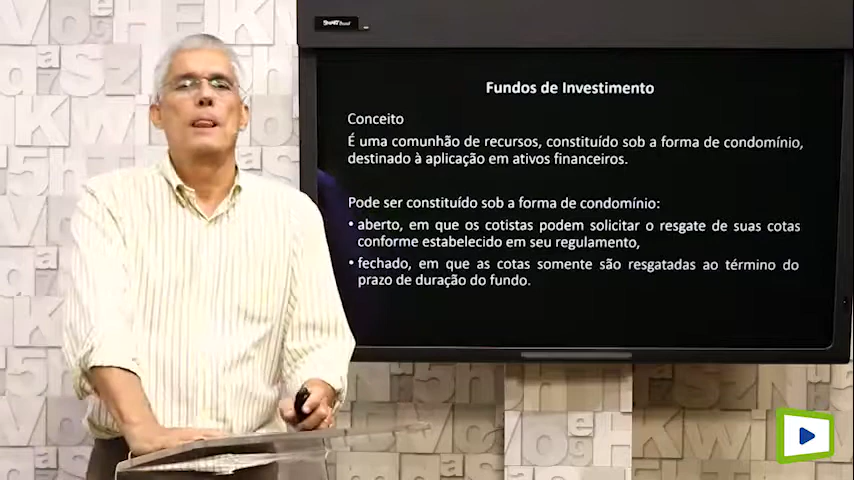 Fundos de Investimento
Conceito
É uma comunhão de recursos, constituído sob a forma de condomínio,
destinado à aplicação em ativos financeiros.
Pode ser constituído sob a forma de condomínio:
• aberto, em que os cotistas podem solicitar o resgate de suas cotas
conforme estabelecido em seu regulamento,
• fechado, em que as cotas somente são resgatadas ao término do
prazo de duração do fundo.